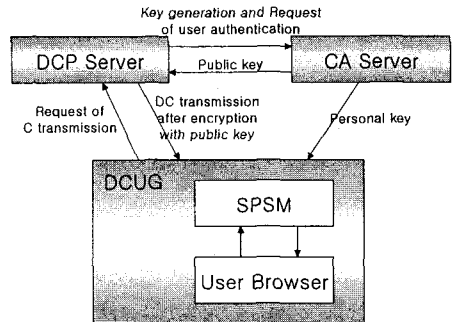 Key generation and Request
of user authentication
DCP Server
Public key
CA Server
Request of
C transmission
DC transmission
after encryption
with public key
Personal key
DCUG
SPSM
User Browser